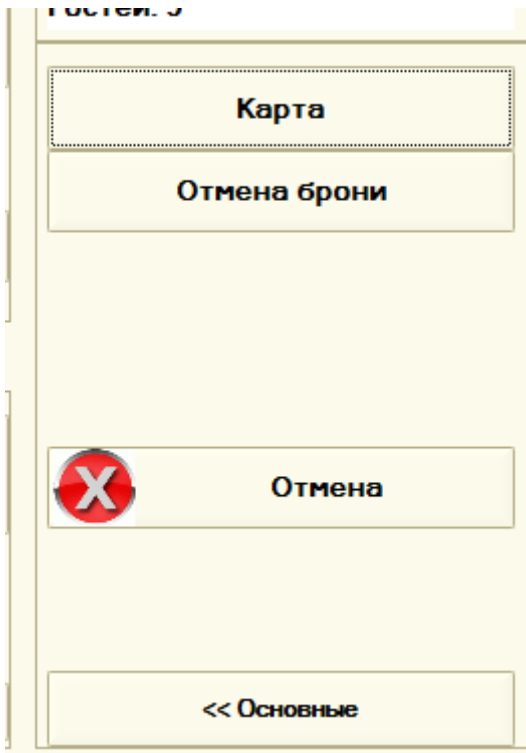 Карта
Отмена брони
X
Отмена
<< Основные